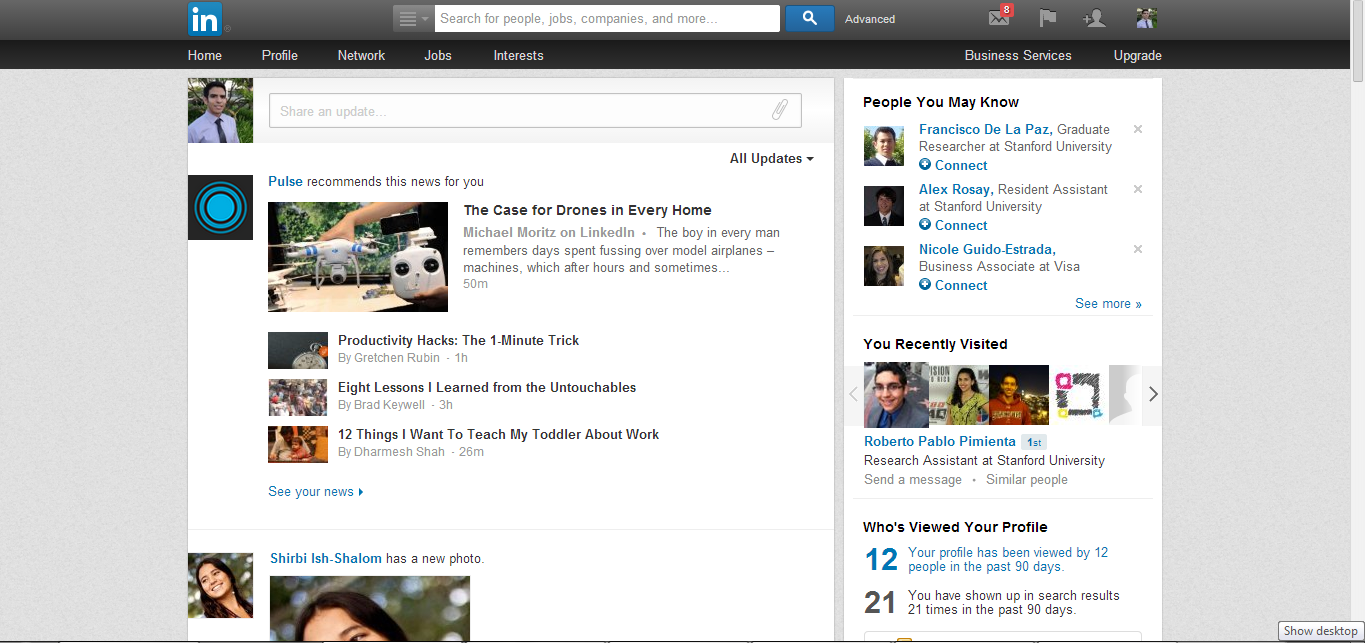 in
Search for people, jobs, companies, and more...
Advanced
8
Home
Profile
Network
Jobs
Interests
Business Services
Upgrade
Share an update...
All Updates
Pulse recommends this news for you
The Case for Drones in Every Home
Michael Moritz on LinkedIn • The boy in every man
remembers days spent fussing over model airplanes –
machines, which after hours and sometimes...
50m
Productivity Hacks: The 1-Minute Trick
By Gretchen Rubin - 1h
Eight Lessons I Learned from the Untouchables
By Brad Keywell - 3h
12 Things I Want To Teach My Toddler About Work
By Dharmesh Shah - 26m
See your news
Shirbi Ish-Shalom has a new photo.
People You May Know
Francisco De La Paz, Graduate
Researcher at Stanford University
Connect
Alex Rosay, Resident Assistant
at Stanford University
Connect
Nicole Guido-Estrada,
Business Associate at Visa
Connect
See more »
You Recently Visited
Roberto Pablo Pimienta 1st
Research Assistant at Stanford University
Send a message • Similar people
Who's Viewed Your Profile
12 Your profile has been viewed by 12
people in the past 90 days.
21 You have shown up in search results
21 times in the past 90 days.
Show desktop